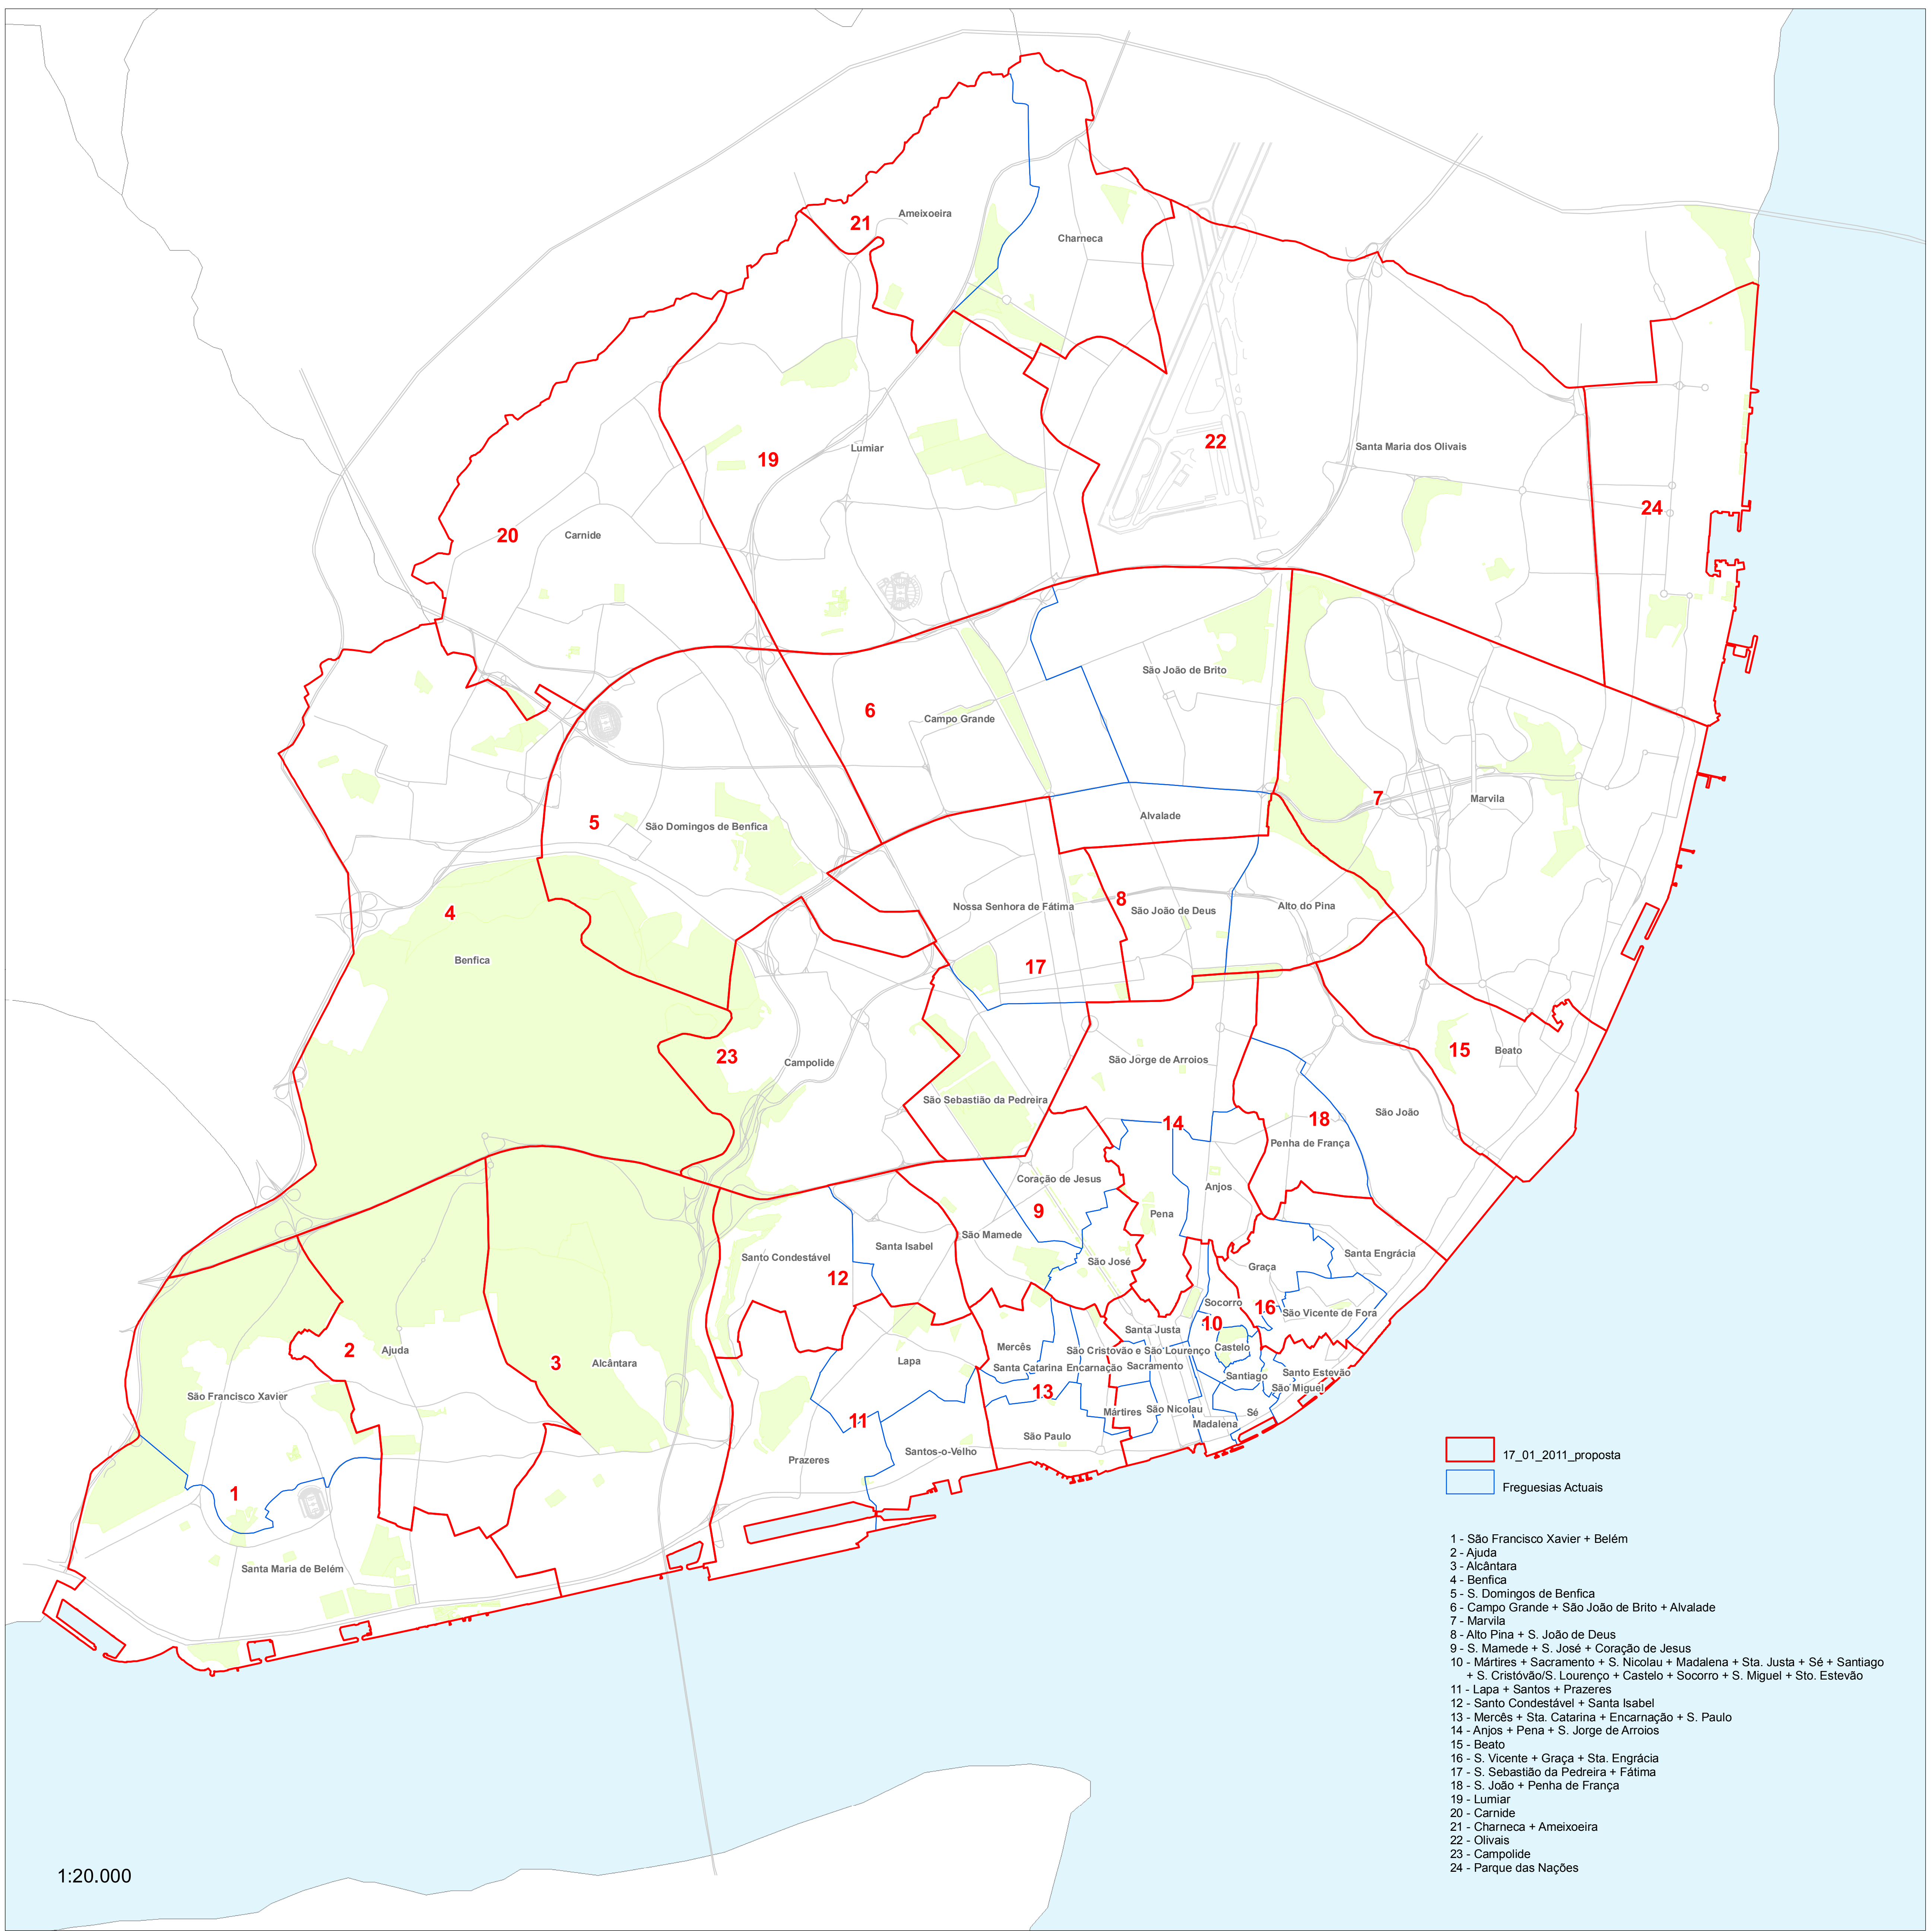 Ameixoeira
21
Charneca
22
Santa Maria dos Olivais
Lumiar
19
24
20
Carnide
São João de Brito
6
Campo Grande
7
Marvila
Alvalade
5
São Domingos de Benfica
8
4
Nossa Senhora de Fátima
São João de Deus
Alto do Pina
Benfica
17
15
Beato
23
Campolide
São Jorge de Arroios
São Sebastião da Pedreira
São João
14
18
Penha de França
Coração de Jesus
Anjos
9
Pena
São Mamede
Santa Isabel
Santo Condestável
12
São José
Santa Engrácia
Graça
Socorro
16
São Vicente de Fora
10
Santa Justa
2
Ajuda
3
Alcântara
Mercês
São Cristovão e São Lourenço
Castelo
Lapa
Santa Catarina
Encarnação
Sacramento
Santiago
Santo Estevão
São Miguel
São Francisco Xavier
13
Mártires
São Nicolau
Sé
11
Madalena
São Paulo
Santos-o-Velho
Prazeres
1
Santa Maria de Belém
17_01_2011_proposta
Freguesias Actuais
1 - São Francisco Xavier + Belém
2 - Ajuda
3 - Alcântara
4 - Benfica
5 - S. Domingos de Benfica
6 - Campo Grande + São João de Brito + Alvalade
7 - Marvila
8 - Alto Pina + S. João de Deus
9 - S. Mamede + S. José + Coração de Jesus
10 - Mártires + Sacramento + S. Nicolau + Madalena + Sta. Justa + Sé + Santiago
+ S. Cristóvão/S. Lourenço + Castelo + Socorro + S. Miguel + Sto. Estevão
11 - Lapa + Santos + Prazeres
12 - Santo Condestável + Santa Isabel
13 - Mercês + Sta. Catarina + Encarnação + S. Paulo
14 - Anjos + Pena + S. Jorge de Arroios
15 - Beato
16 - S. Vicente + Graça + Sta. Engrácia
17 - S. Sebastião da Pedreira + Fátima
18 - S. João + Penha de França
19 - Lumiar
20 - Carnide
21 - Charneca + Ameixoeira
22 - Olivais
23 - Campolide
24 - Parque das Nações
1:20.000